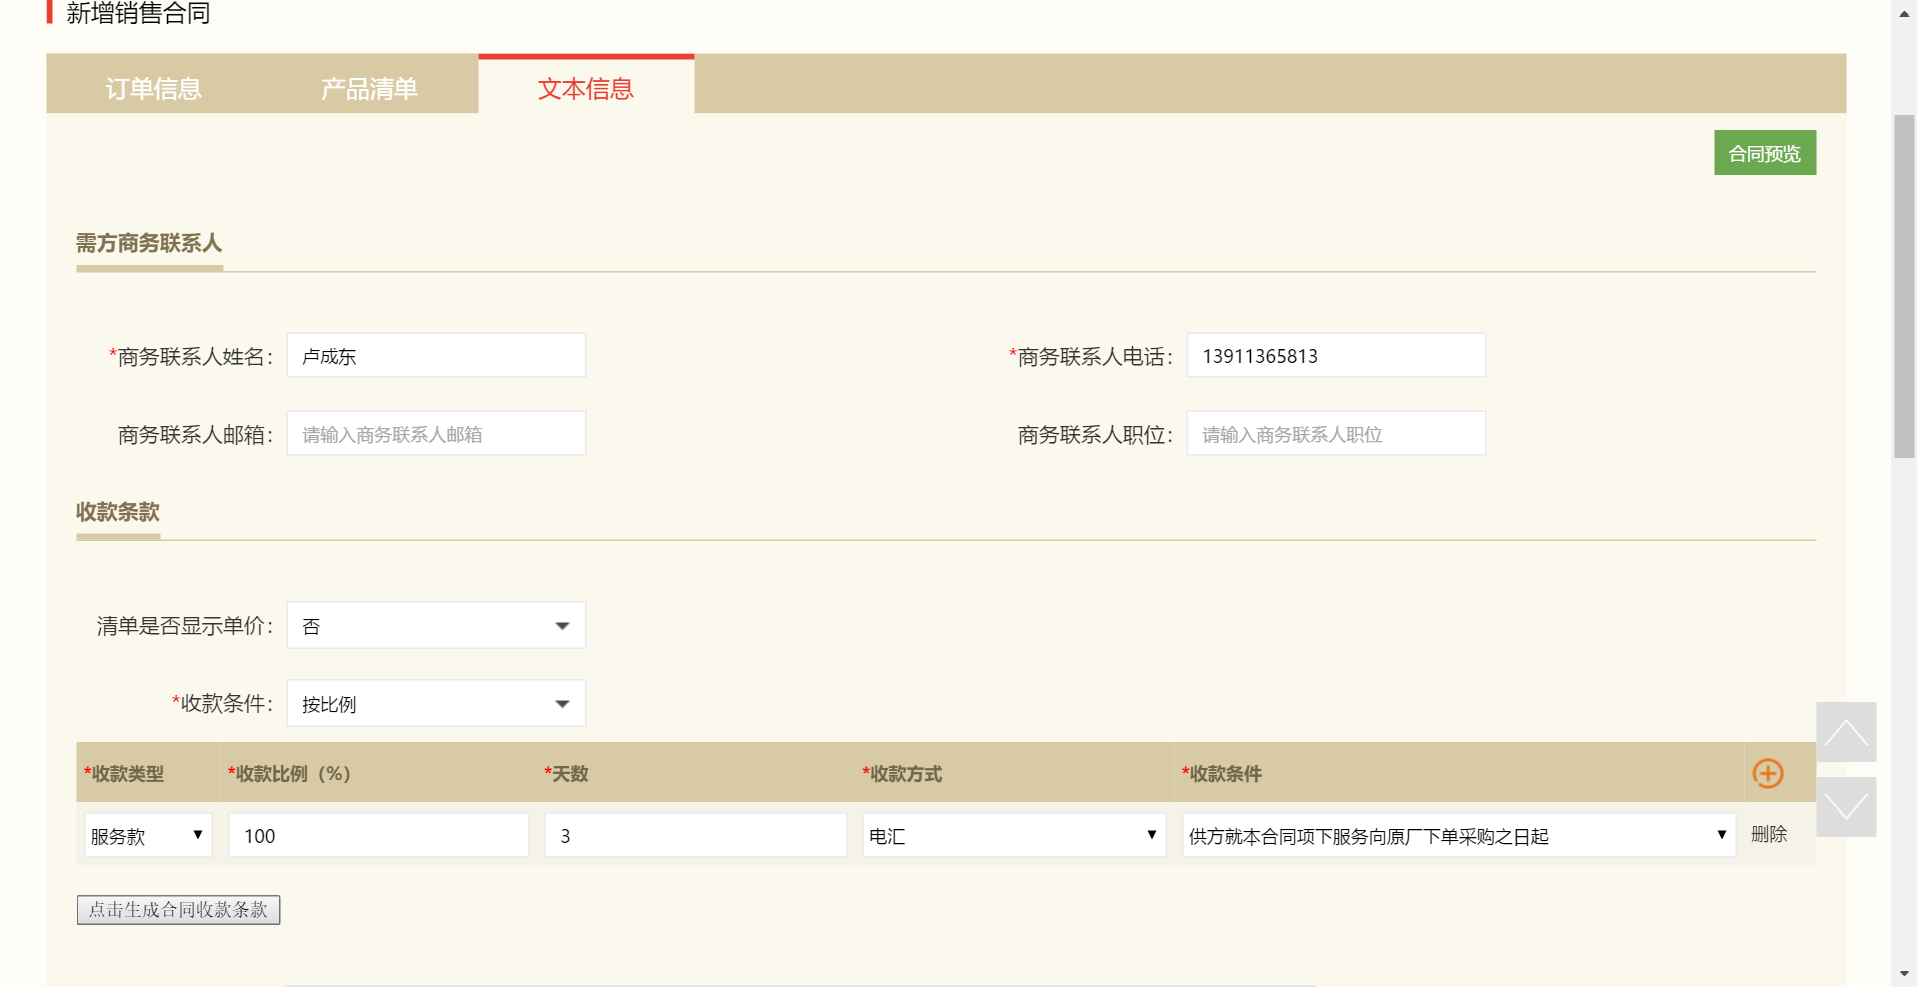 新增销售合同
订单信息 产品清单 文本信息
合同预览
需方商务联系人
*商务联系人姓名： 卢成东 *商务联系人电话： 13911365813
商务联系人邮箱： 请输入商务联系人邮箱 商务联系人职位： 请输入商务联系人职位
收款条款
清单是否显示单价： 否
*收款条件： 按比例
*收款类型 *收款比例（%） *天数 *收款方式 *收款条件
服务款 100 3 电汇 供方就本合同项下服务向原厂下单采购之日起 删除
点击生成合同收款条款